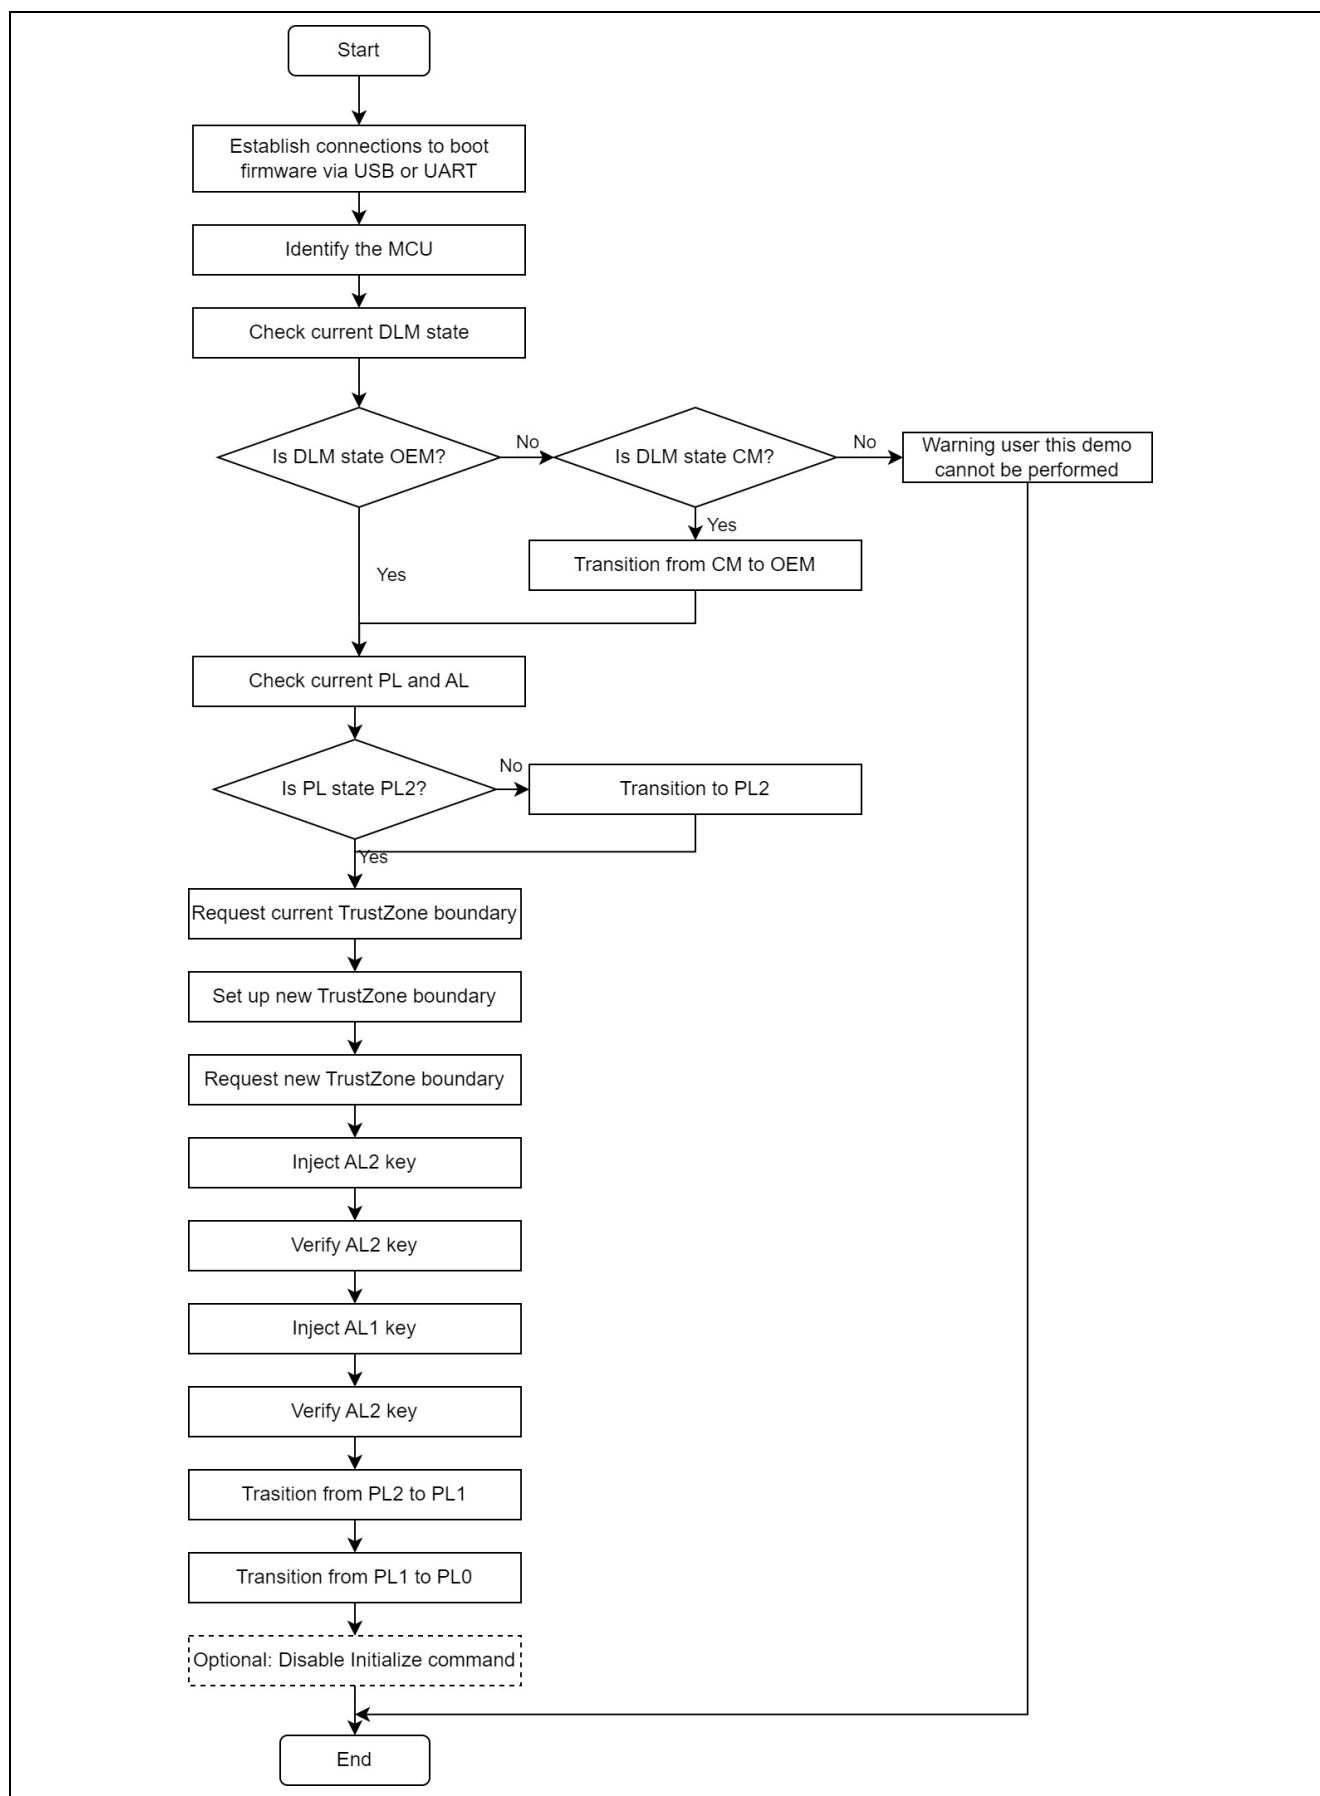 Start
Establish connections to boot
firmware via USB or UART
Identify the MCU
Check current DLM state
Is DLM state OEM?
No
Is DLM state CM?
No
Warning user this demo
cannot be performed
Yes
Transition from CM to OEM
Yes
Check current PL and AL
Is PL state PL2?
No
Transition to PL2
Yes
Request current TrustZone boundary
Set up new TrustZone boundary
Request new TrustZone boundary
Inject AL2 key
Verify AL2 key
Inject AL1 key
Verify AL2 key
Trasition from PL2 to PL1
Transition from PL1 to PL0
Optional: Disable Initialize command
End